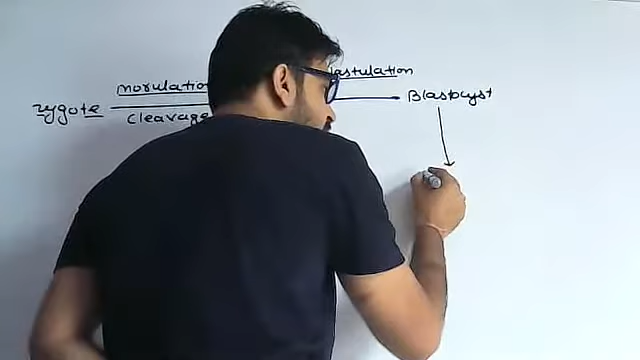 morulation lastulation
zygote Blastocyst
cleavage